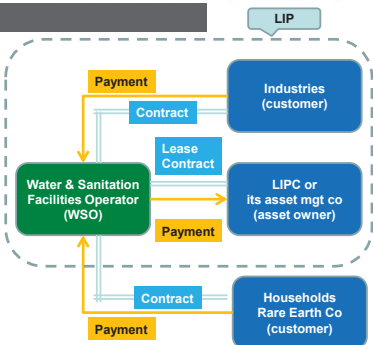 LIP
Payment
Industries
(customer)
Contract
Lease
Contract
Water & Sanitation
Facilities Operator
(WSO)
LIPC or
its asset mgt co
(asset owner)
Payment
Contract
Households
Rare Earth Co
(customer)
Payment